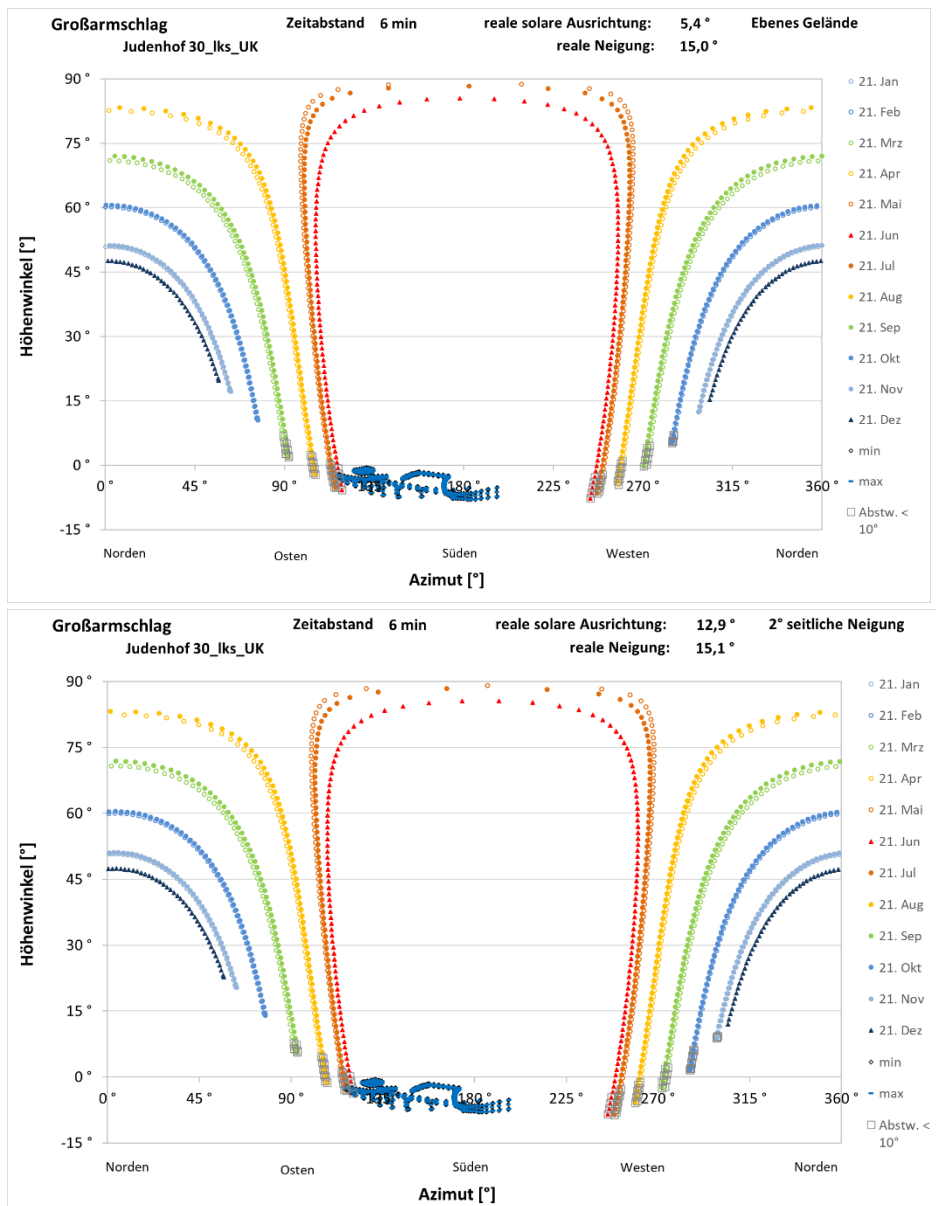 Großarmschlag Zeitabstand 6 min reale solare Ausrichtung: 5,4 ° Ebenes Gelände
Judenhof 30_lks_UK reale Neigung: 15,0 °
90 °
75 °
60 °
45 °
30 °
15 °
0 °
-15 °
Höhenwinkel [°]
0 ° 45 ° 90 ° 135 ° 180 ° 225 ° 270 ° 315 ° 360 °
Norden Osten Süden Westen Norden
Azimut [°]
21. Jan
21. Feb
21. Mrz
21. Apr
21. Mai
21. Jun
21. Jul
21. Aug
21. Sep
21. Okt
21. Nov
21. Dez
min
max
Abstw. <
10°
Großarmschlag Zeitabstand 6 min reale solare Ausrichtung: 12,9 ° 2° seitliche Neigung
Judenhof 30_lks_UK reale Neigung: 15,1 °
90 °
75 °
60 °
45 °
30 °
15 °
0 °
-15 °
Höhenwinkel [°]
0 ° 45 ° 90 ° 135 ° 180 ° 225 ° 270 ° 315 ° 360 °
Norden Osten Süden Westen Norden
Azimut [°]
21. Jan
21. Feb
21. Mrz
21. Apr
21. Mai
21. Jun
21. Jul
21. Aug
21. Sep
21. Okt
21. Nov
21. Dez
min
max
Abstw. <
10°